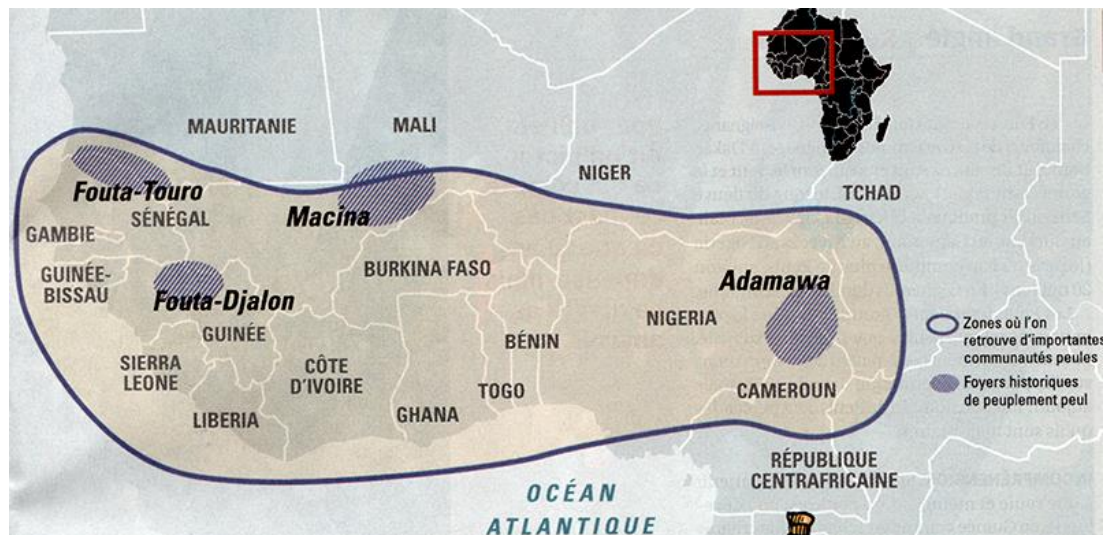 MAURITANIE
MALI
NIGER
TCHAD
Fouta-Touro
SÉNÉGAL
Macina
GAMBIE
GUINÉE-
BISSAU
Fouta-Djalon
BURKINA FASO
Adamawa
NIGERIA
GUINÉE
BÉNIN
SIERRA
LEONE
CÔTE
D'IVOIRE
TOGO
CAMEROUN
LIBERIA
GHANA
Zones où l'on
retrouve d'importantes
communautés peules
Foyers historiques
de peuplement peul
RÉPUBLIQUE
CENTRAFRICAINE
OCÉAN
ATLANTIQUE